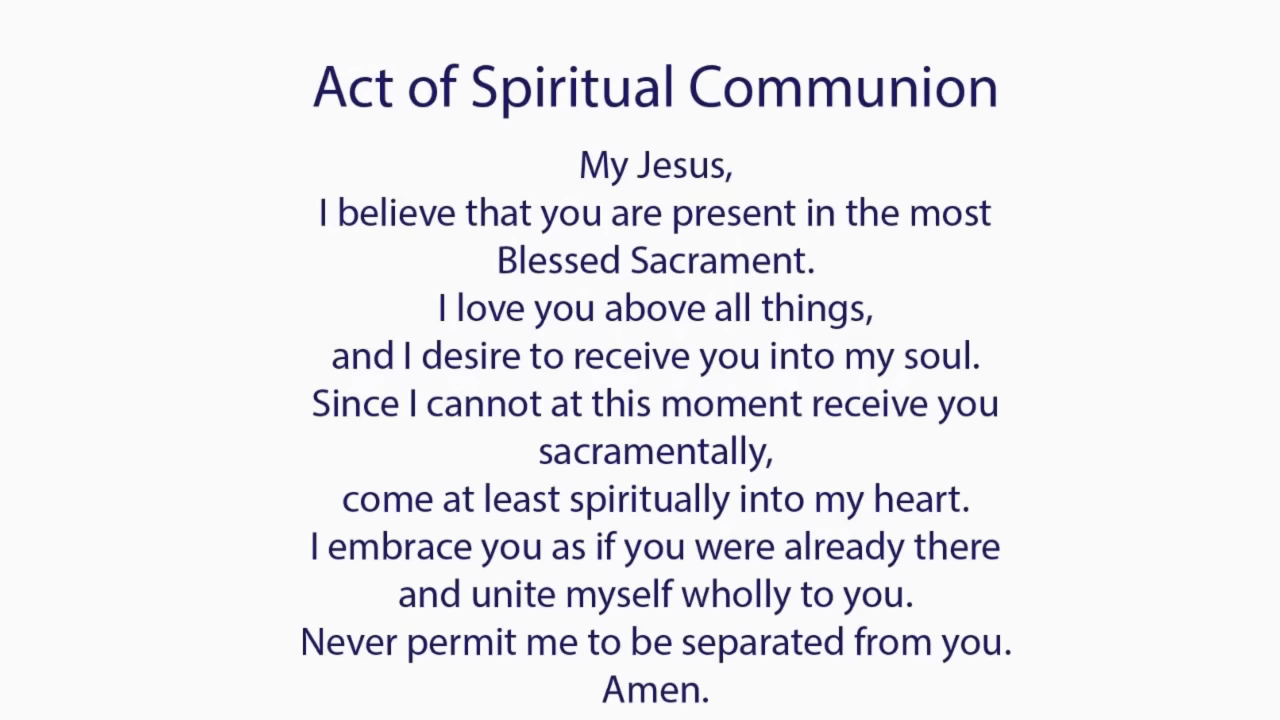 Act of Spiritual Communion
My Jesus,
I believe that you are present in the most
Blessed Sacrament.
I love you above all things,
and I desire to receive you into my soul.
Since I cannot at this moment receive you
sacramentally,
come at least spiritually into my heart.
I embrace you as if you were already there
and unite myself wholly to you.
Never permit me to be separated from you.
Amen.